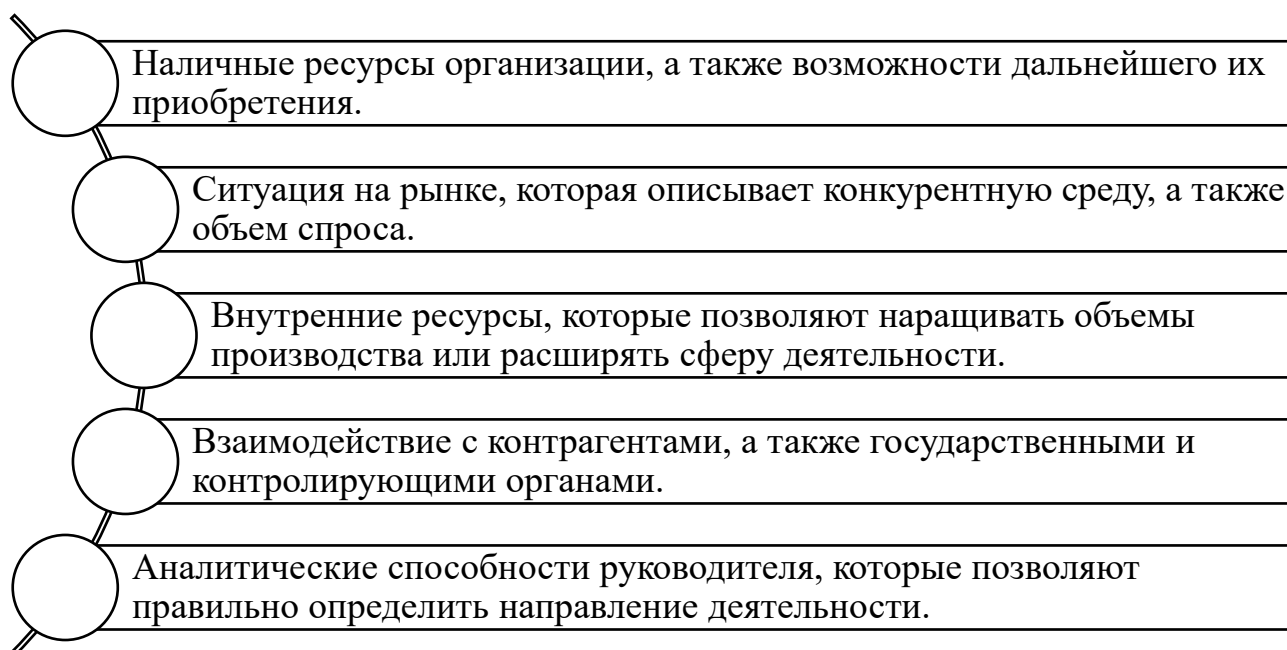 Наличные ресурсы организации, а также возможности дальнейшего их
приобретения.
Ситуация на рынке, которая описывает конкурентную среду, а также
объем спроса.
Внутренние ресурсы, которые позволяют наращивать объемы
производства или расширять сферу деятельности.
Взаимодействие с контрагентами, а также государственными и
контролирующими органами.
Аналитические способности руководителя, которые позволяют
правильно определить направление деятельности.